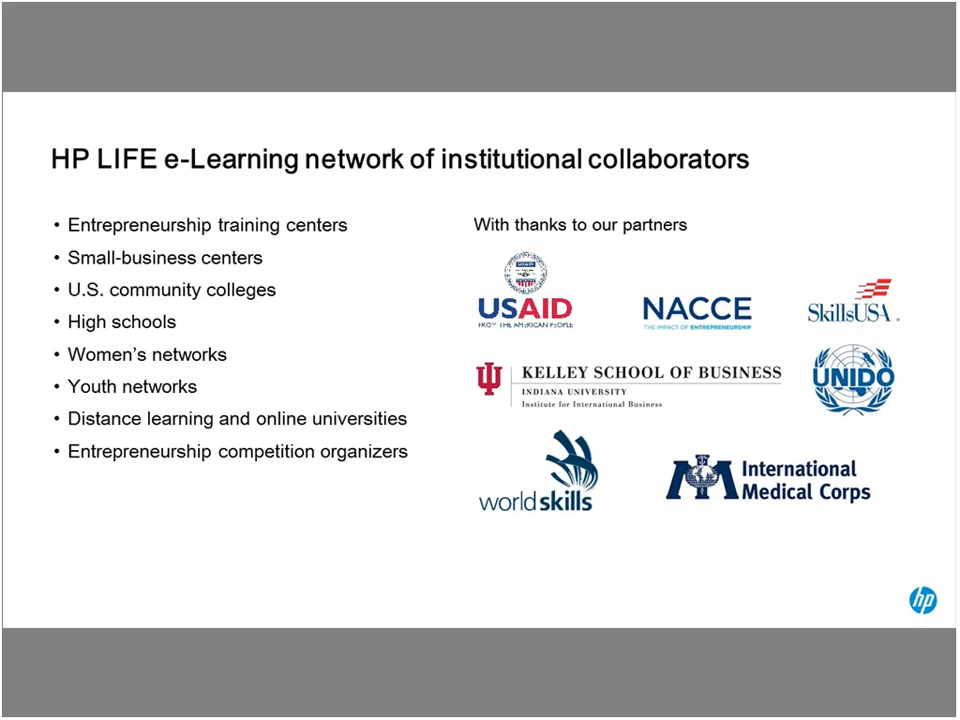 HP LIFE e-Learning network of institutional collaborators
• Entrepreneurship training centers
• Small-business centers
• U.S. community colleges
• High schools
• Women's networks
• Youth networks
• Distance learning and online universities
• Entrepreneurship competition organizers
With thanks to our partners
USAID
USAID
FROM THE AMERICAN PEOPLE
NACCE
THE IMPACT OF ENTREPRENEURSHIP
SkillsUSA
KELLEY SCHOOL OF BUSINESS
INDIANA UNIVERSITY
Institute for International Business
UNIDO
worldskills
International
Medical Corps
hp